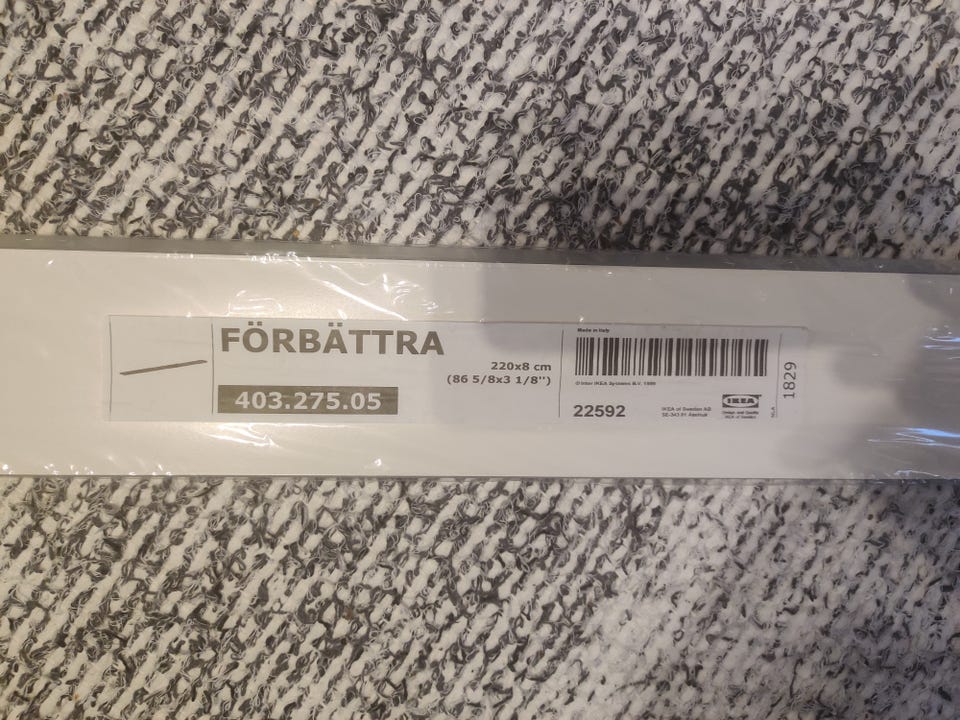 FÖRBÄTTRA
220x8 cm
(86 5/8x3 1/8")
403.275.05
Made in Italy
© Inter IKEA Systems B.V. 1999
22592
IKEA of Sweden AB
SE-343 81 Älmhult
IKEA
Design and Quality
IKEA of Sweden
1829